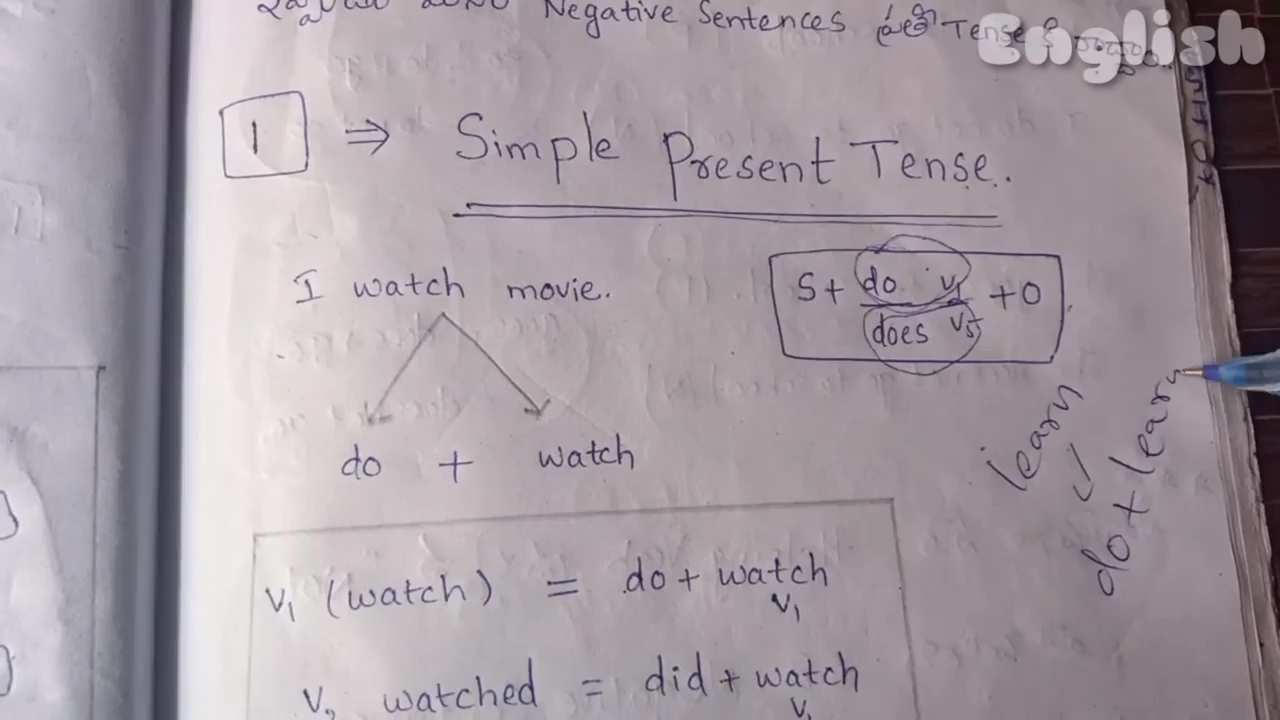 Negative Sentences Tense
English
1 ⇒ Simple Present Tense.
I watch movie.
S + do V1 + O
does V5
do + watch
learn
do + learn
V1 (watch) = do + watch
V1
V2 watched = did + watch
V1